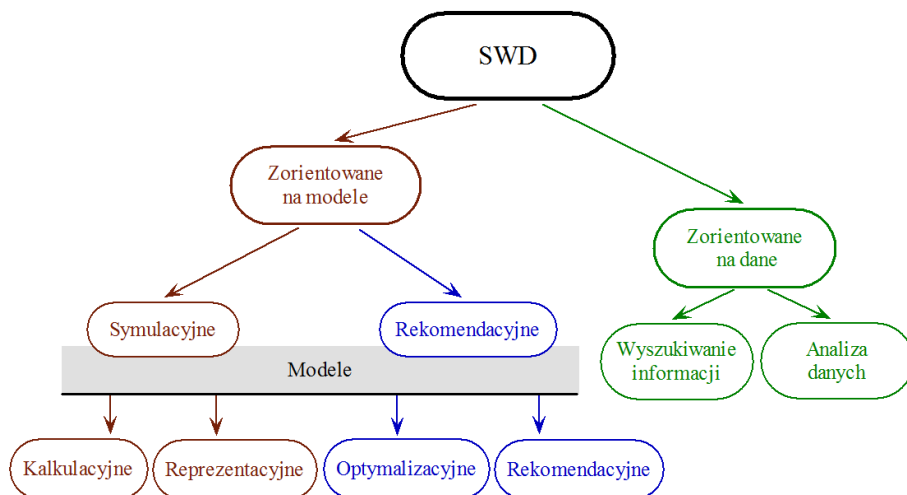 SWD
Zorientowane
na modele
Zorientowane
na dane
Symulacyjne
Rekomendacyjne
Wyszukiwanie
informacji
Analiza
danych
Modele
Kalkulacyjne
Reprezentacyjne
Optymalizacyjne
Rekomendacyjne